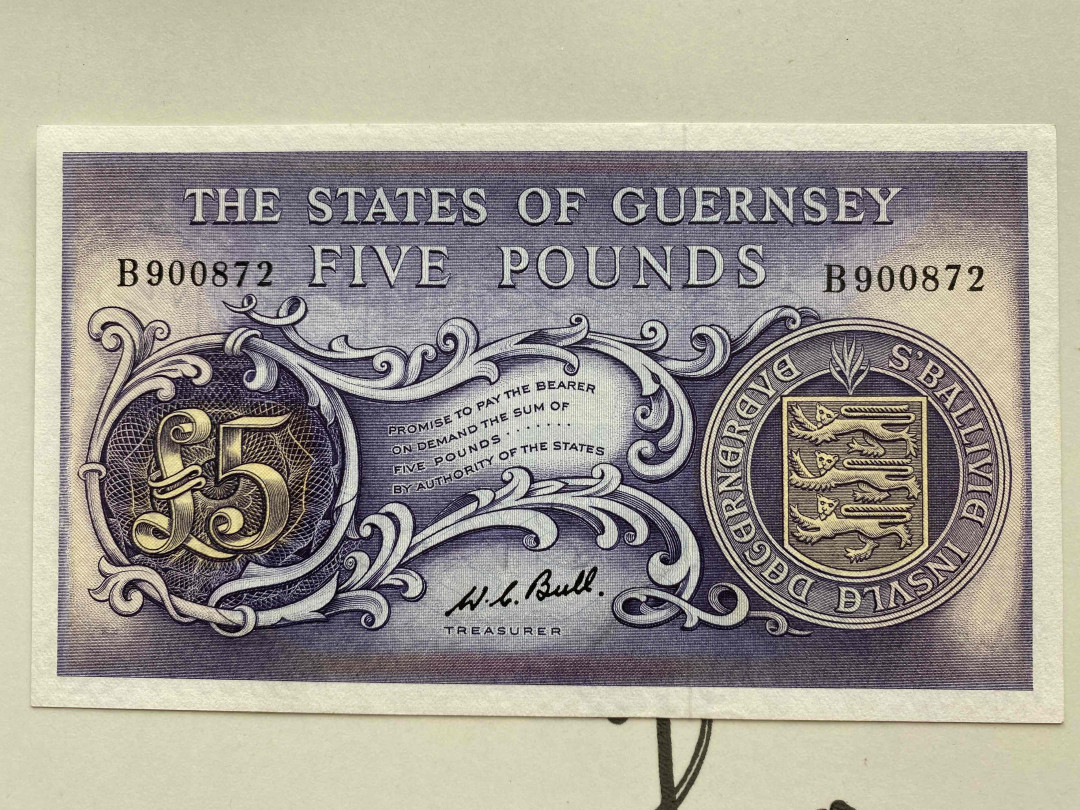 THE STATES OF GUERNSEY
FIVE POUNDS
B900872
B900872
PROMISE TO PAY THE BEARER
ON DEMAND THE SUM OF
FIVE POUNDS ·······
BY AUTHORITY OF THE STATES
£5
S'BALLIVIE INSVLE DEGERNEREYE
W. C. Bull.
TREASURER